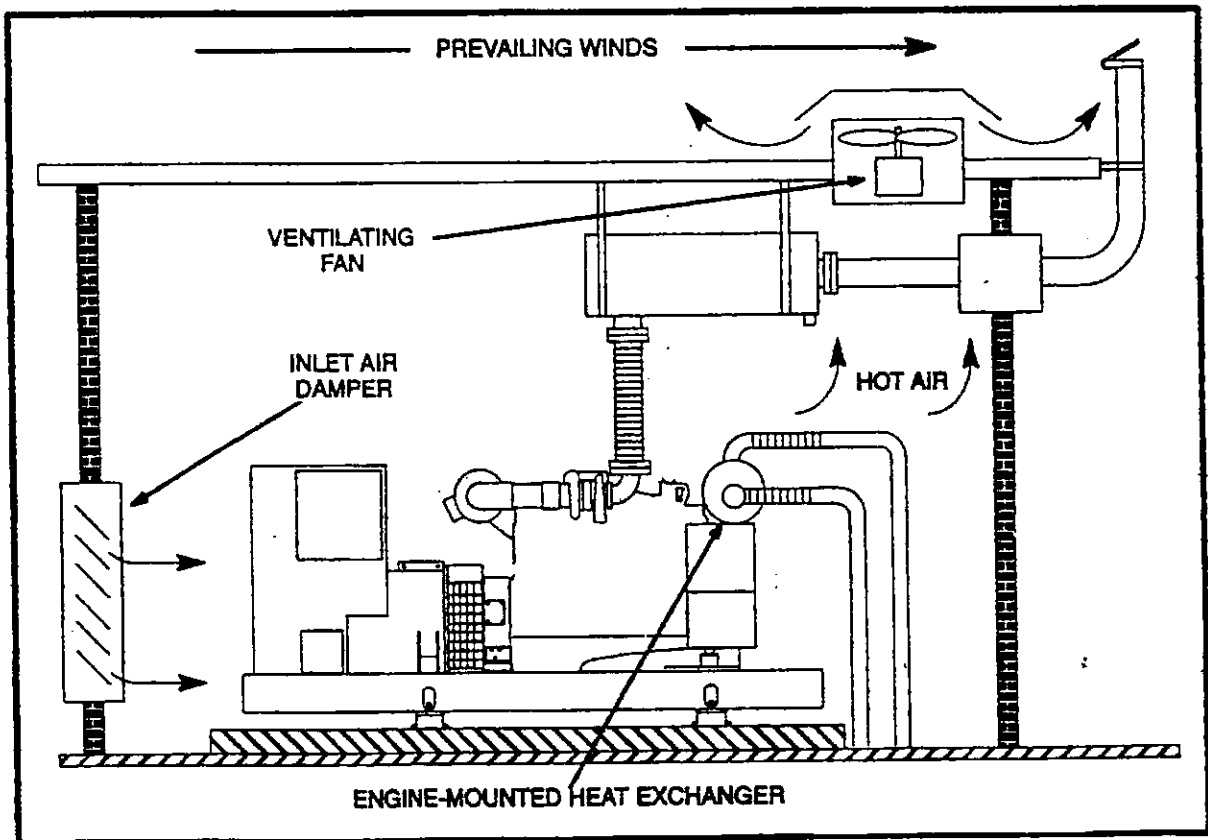 PREVAILING WINDS
VENTILATING
FAN
INLET AIR
DAMPER
HOT AIR
ENGINE-MOUNTED HEAT EXCHANGER